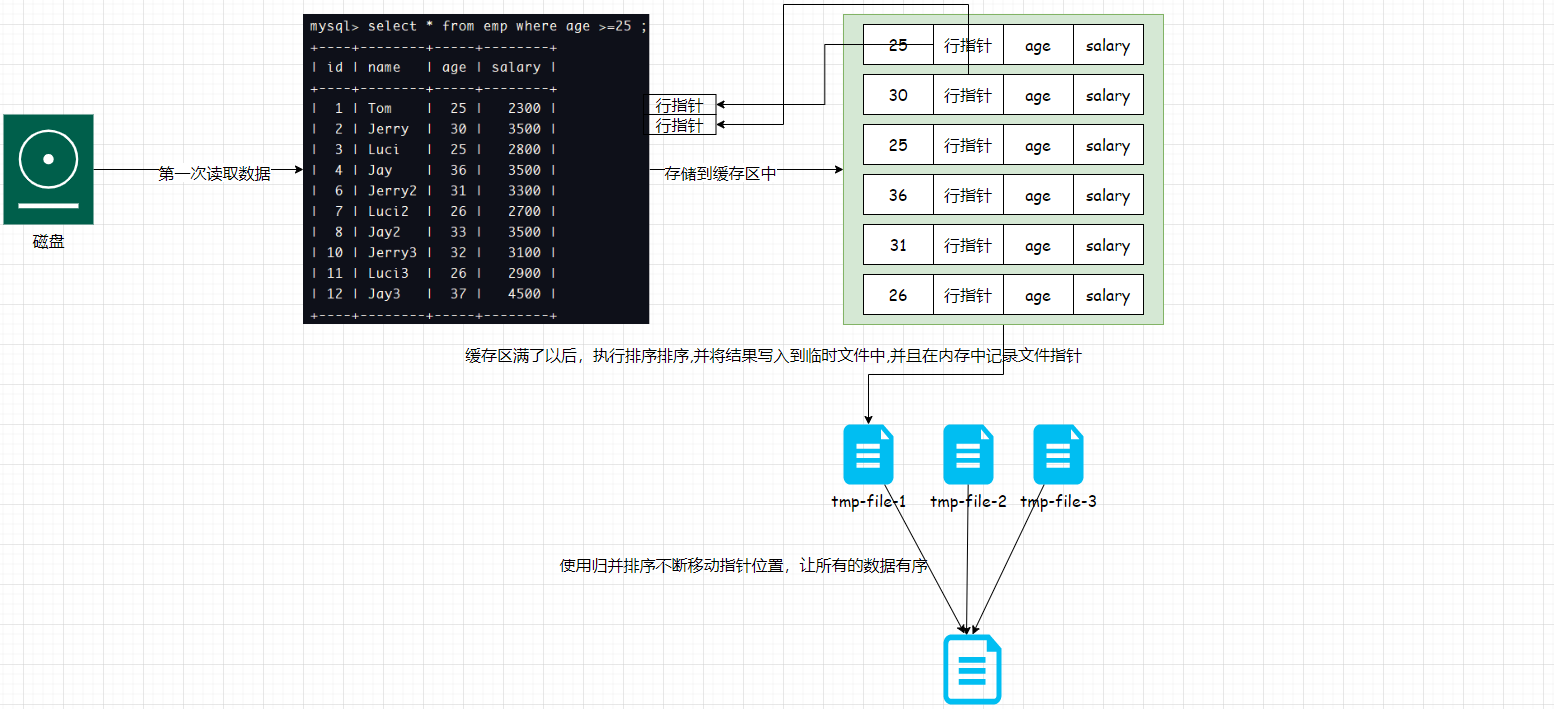 mysql> select * from emp where age >=25 ;
+----+--------+-----+--------+
| id | name   | age | salary |
+----+--------+-----+--------+
|  1 | Tom    |  25 |   2300 |
|  2 | Jerry  |  30 |   3500 |
|  3 | Luci   |  25 |   2800 |
|  4 | Jay    |  36 |   3500 |
|  6 | Jerry2 |  31 |   3300 |
|  7 | Luci2  |  26 |   2700 |
|  8 | Jay2   |  33 |   3500 |
| 10 | Jerry3 |  32 |   3100 |
| 11 | Luci3  |  26 |   2900 |
| 12 | Jay3   |  37 |   4500 |
+----+--------+-----+--------+
磁盘
第一次读取数据
行指针
行指针
存储到缓存区中
25 行指针 age salary
30 行指针 age salary
25 行指针 age salary
36 行指针 age salary
31 行指针 age salary
26 行指针 age salary
缓存区满了以后，执行排序排序,并将结果写入到临时文件中,并且在内存中记录文件指针
tmp-file-1 tmp-file-2 tmp-file-3
使用归并排序不断移动指针位置，让所有的数据有序